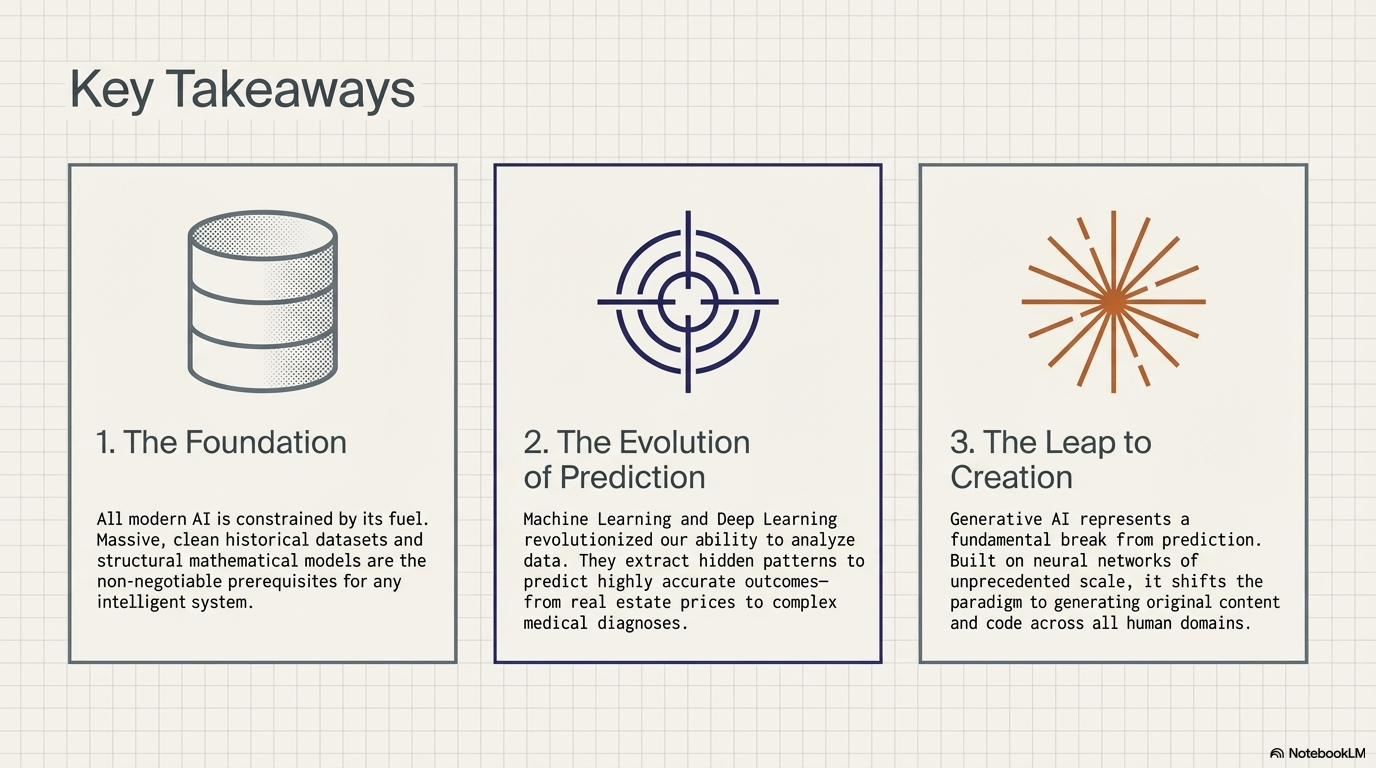 Key Takeaways
1. The Foundation
All modern AI is constrained by its fuel.
Massive, clean historical datasets and
structural mathematical models are the
non-negotiable prerequisites for any
intelligent system.
2. The Evolution
of Prediction
Machine Learning and Deep Learning
revolutionized our ability to analyze
data. They extract hidden patterns to
predict highly accurate outcomes—
from real estate prices to complex
medical diagnoses.
3. The Leap to
Creation
Generative AI represents a
fundamental break from prediction.
Built on neural networks of
unprecedented scale, it shifts the
paradigm to generating original content
and code across all human domains.
NotebookLM